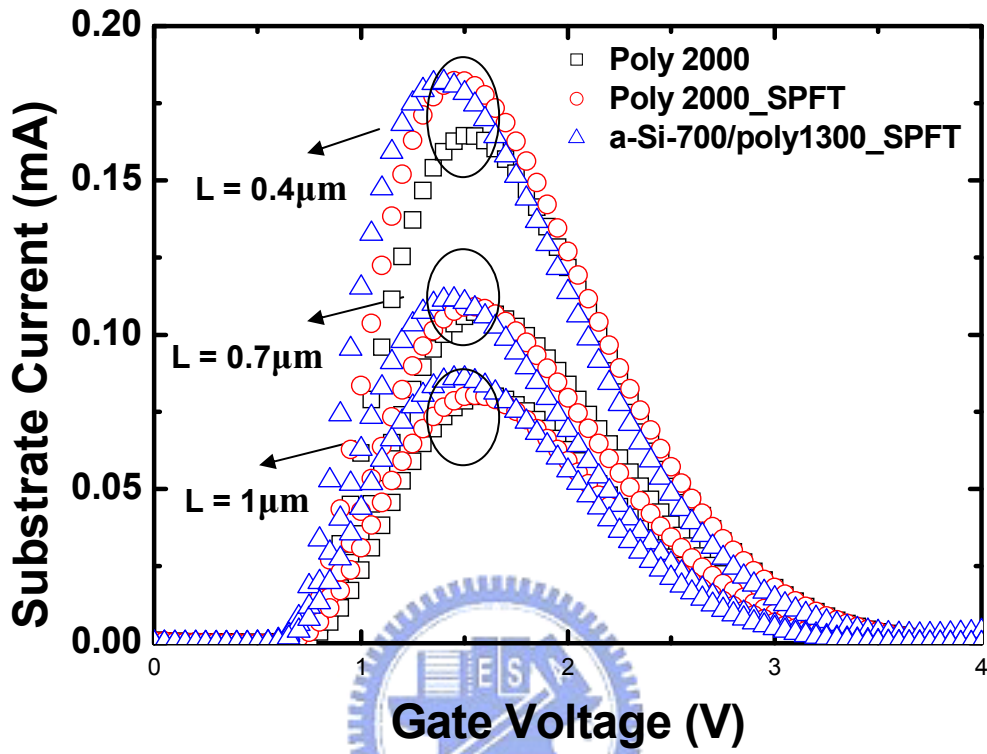 Substrate Current (mA)
0.20
0.15
0.10
0.05
0.00
Poly 2000
Poly 2000_SPFT
a-Si-700/poly1300_SPFT
L = 0.4µm
L = 0.7µm
L = 1µm
0 1 2 3 4
ES
Gate Voltage (V)